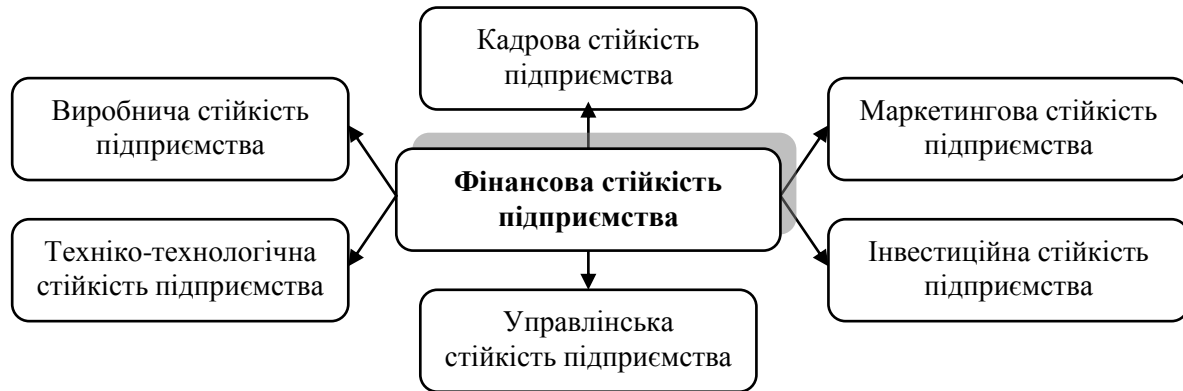 Кадрова стійкість
підприємства
Виробнича стійкість
підприємства
Маркетингова стійкість
підприємства
Фінансова стійкість
підприємства
Техніко-технологічна
стійкість підприємства
Інвестиційна стійкість
підприємства
Управлінська
стійкість підприємства